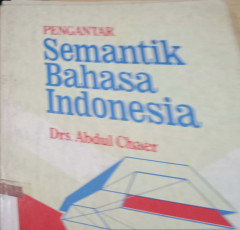 PENGANTAR
Semantik
Bahasa
Indonesia
Drs. Abdul Chaer